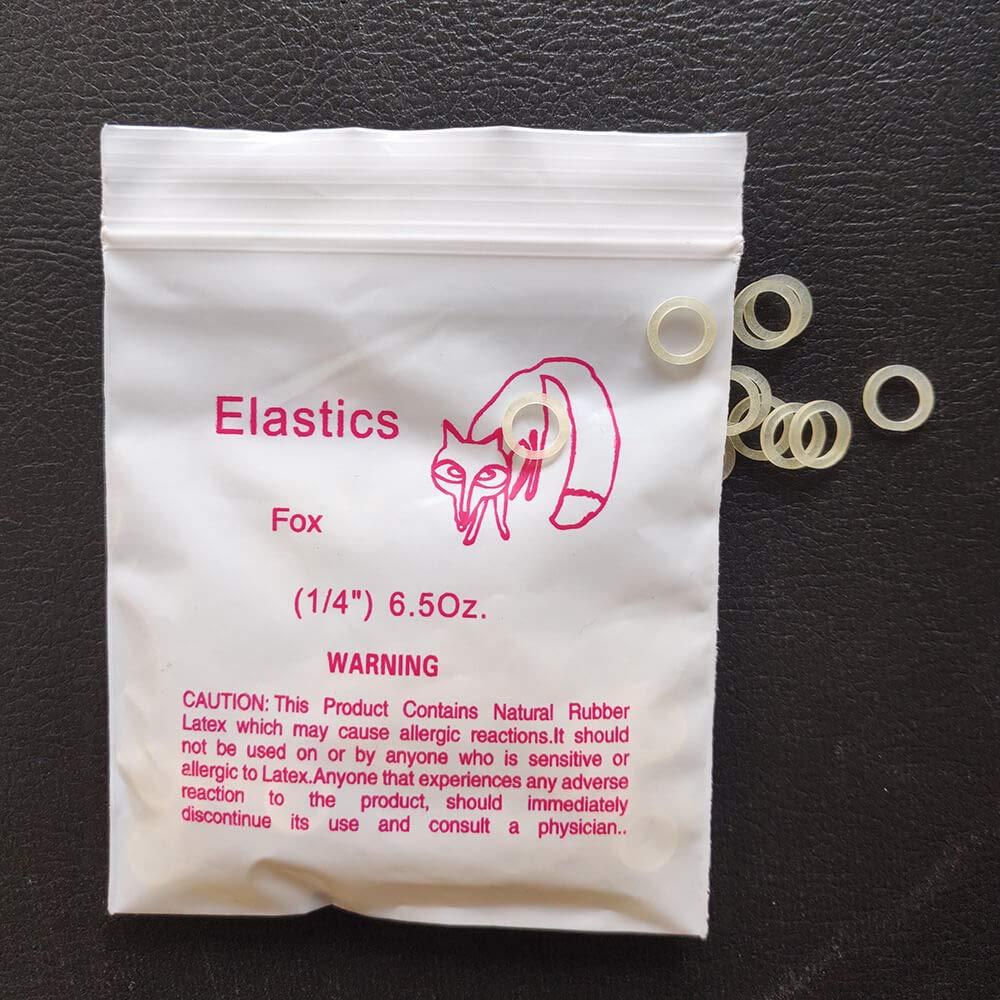 Elastics
Fox
(1/4") 6.5Oz.
WARNING
CAUTION: This Product Contains Natural Rubber
Latex which may cause allergic reactions.It should
not be used on or by anyone who is sensitive or
allergic to Latex.Anyone that experiences any adverse
reaction to the product, should immediately
discontinue its use and consult a physician..